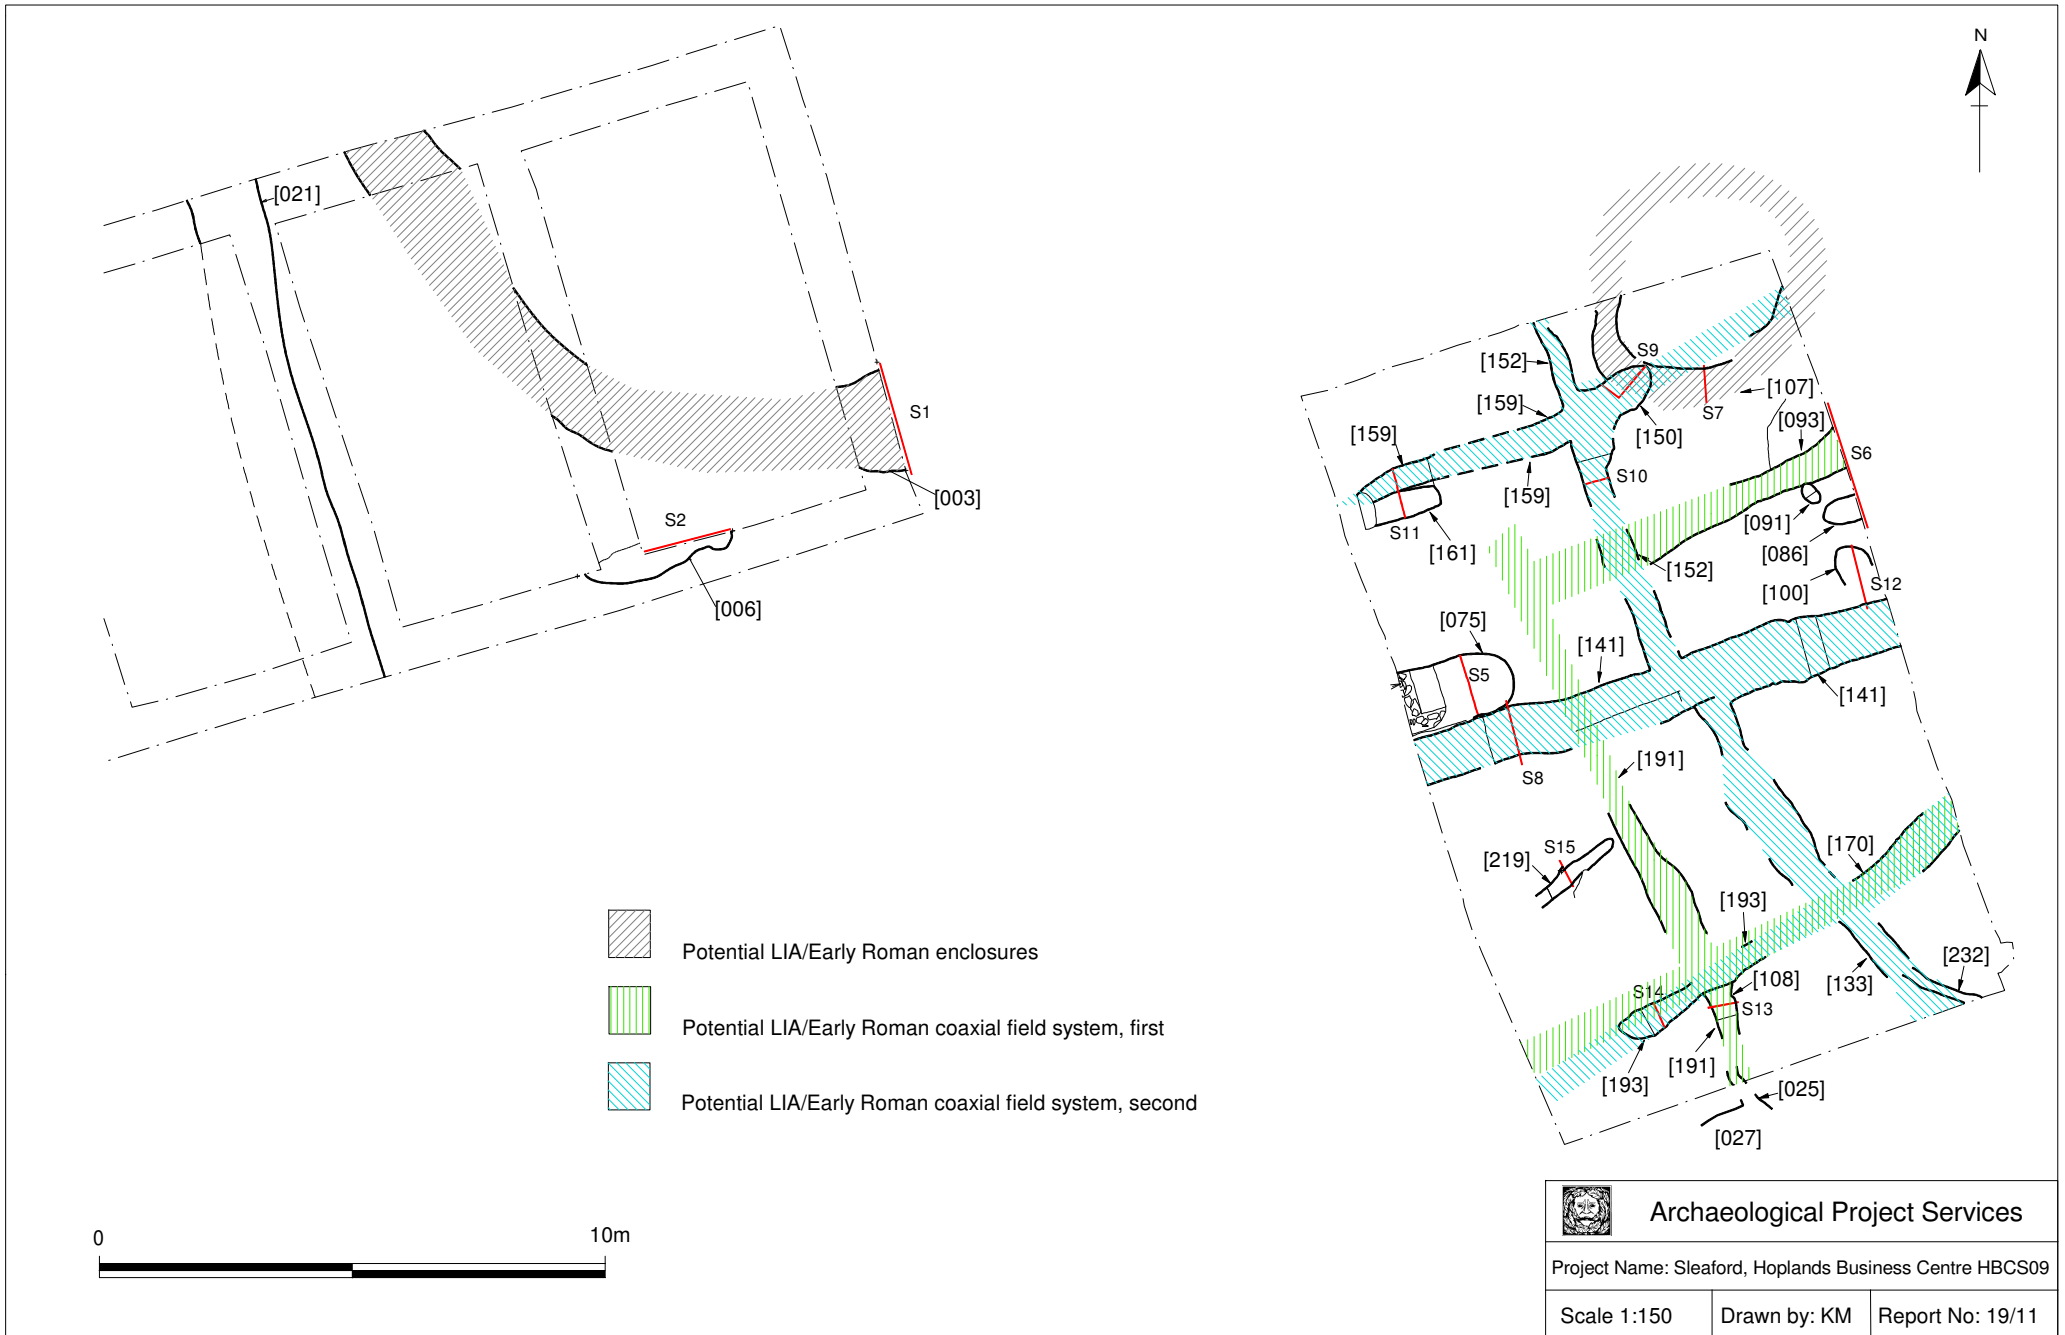 N
[021]
S1
[003]
S2
[006]
S9
[152]
[107]
S7
[159]
[093]
[159]
[150]
S6
S10
[159]
[091]
S11
[161]
[086]
[152]
S12
[100]
[075]
[141]
S5
[141]
[191]
S8
S15
[170]
[219]
[193]
[232]
[108]
[133]
S14
S13
[191]
[193]
[025]
[027]
Potential LIA/Early Roman enclosures
Potential LIA/Early Roman coaxial field system, first
Potential LIA/Early Roman coaxial field system, second
0 10m
Archaeological Project Services
Project Name: Sleaford, Hoplands Business Centre HBCS09
Scale 1:150 Drawn by: KM Report No: 19/11